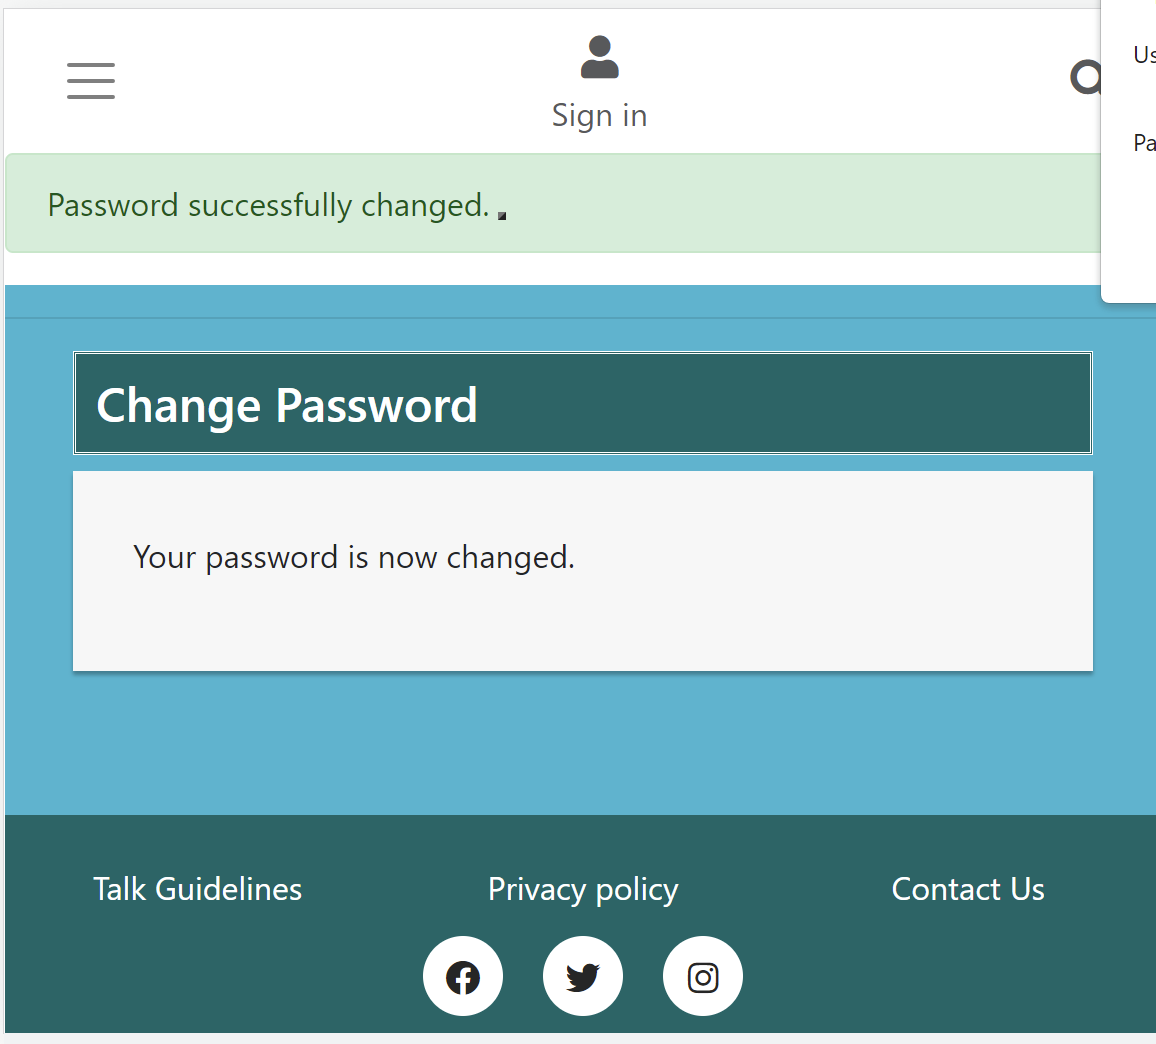 Sign in
Us
Pa
Password successfully changed.
Change Password
Your password is now changed.
Talk Guidelines
Privacy policy
Contact Us